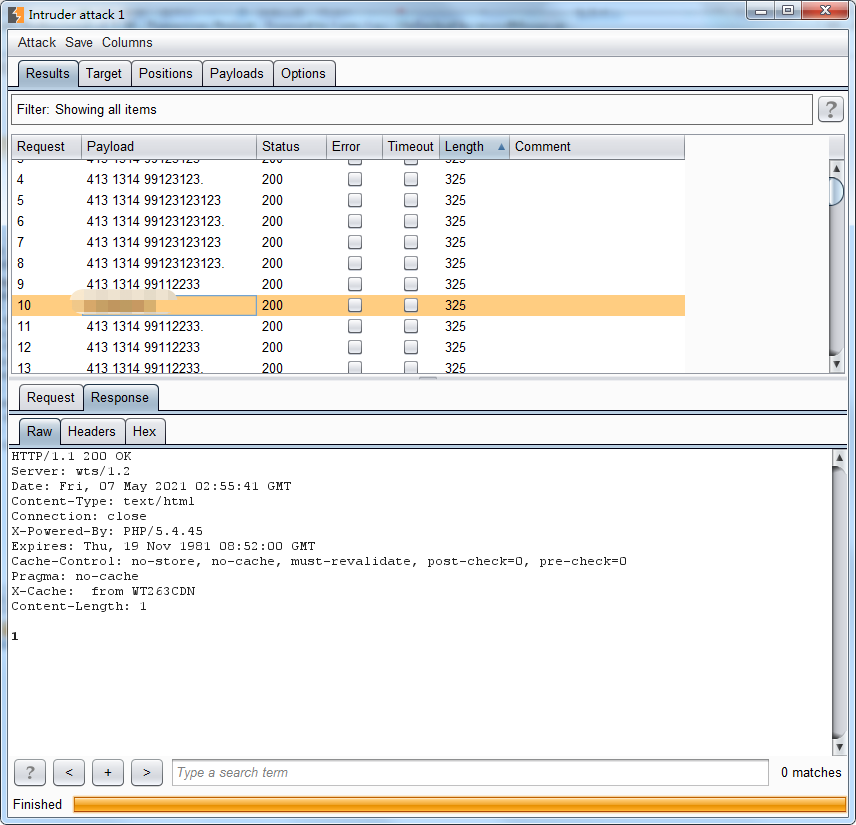 Intruder attack 1
Attack Save Columns
Results Target Positions Payloads Options
Filter: Showing all items ?
Request Payload Status Error Timeout Length Comment
3 413 1314 99123123 200 325
4 413 1314 99123123. 200 325
5 413 1314 99123123123 200 325
6 413 1314 99123123123. 200 325
7 413 1314 99123123123 200 325
8 413 1314 99123123123. 200 325
9 413 1314 99112233 200 325
10 200 325
11 413 1314 99112233. 200 325
12 413 1314 99112233 200 325
13 413 1314 99112233. 200 325
Request Response
Raw Headers Hex
HTTP/1.1 200 OK
Server: wts/1.2
Date: Fri, 07 May 2021 02:55:41 GMT
Content-Type: text/html
Connection: close
X-Powered-By: PHP/5.4.45
Expires: Thu, 19 Nov 1981 08:52:00 GMT
Cache-Control: no-store, no-cache, must-revalidate, post-check=0, pre-check=0
Pragma: no-cache
X-Cache:  from WT263CDN
Content-Length: 1
1
? < + > Type a search term 0 matches
Finished